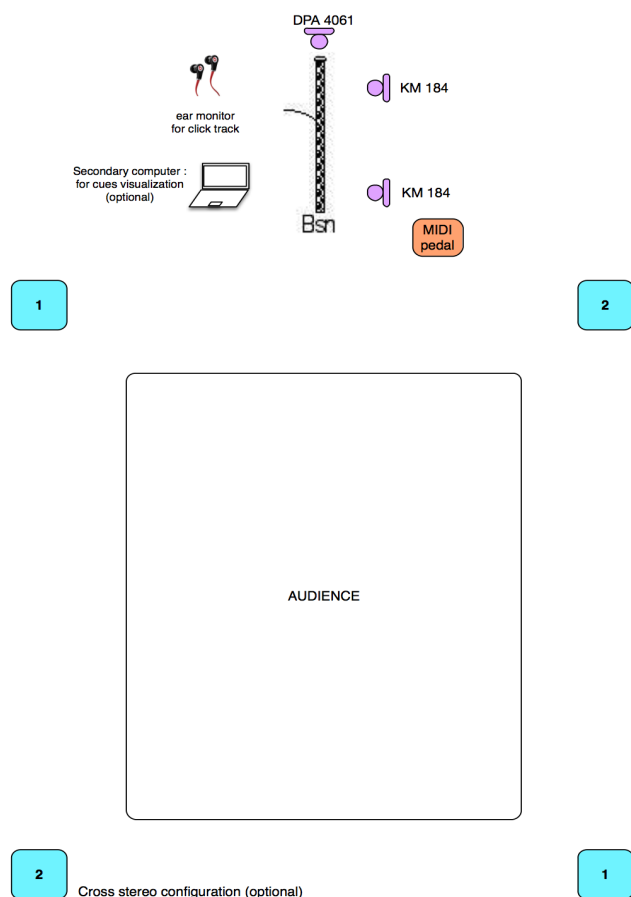 DPA 4061
KM 184
ear monitor
for click track
Secondary computer :
for cues visualization
(optional)
KM 184
Bsn
MIDI
pedal
1
2
AUDIENCE
2
1
Cross stereo configuration (optional)